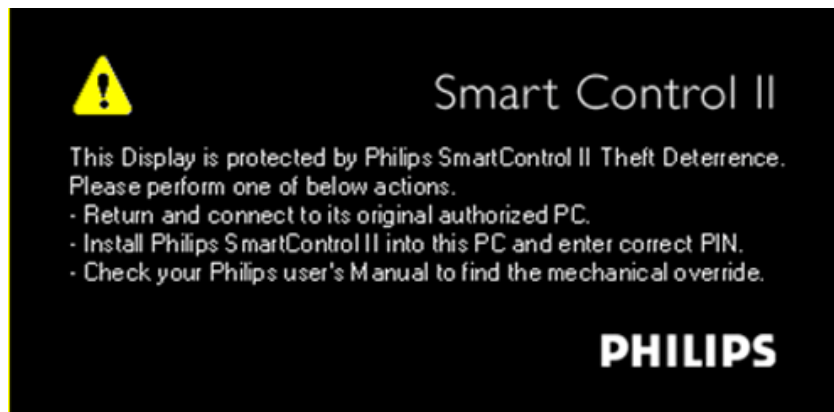 Smart Control II
This Display is protected by Philips SmartControl II Theft Deterrence.
Please perform one of below actions.
- Return and connect to its original authorized PC.
- Install Philips SmartControl II into this PC and enter correct PIN.
- Check your Philips user's Manual to find the mechanical override.
PHILIPS